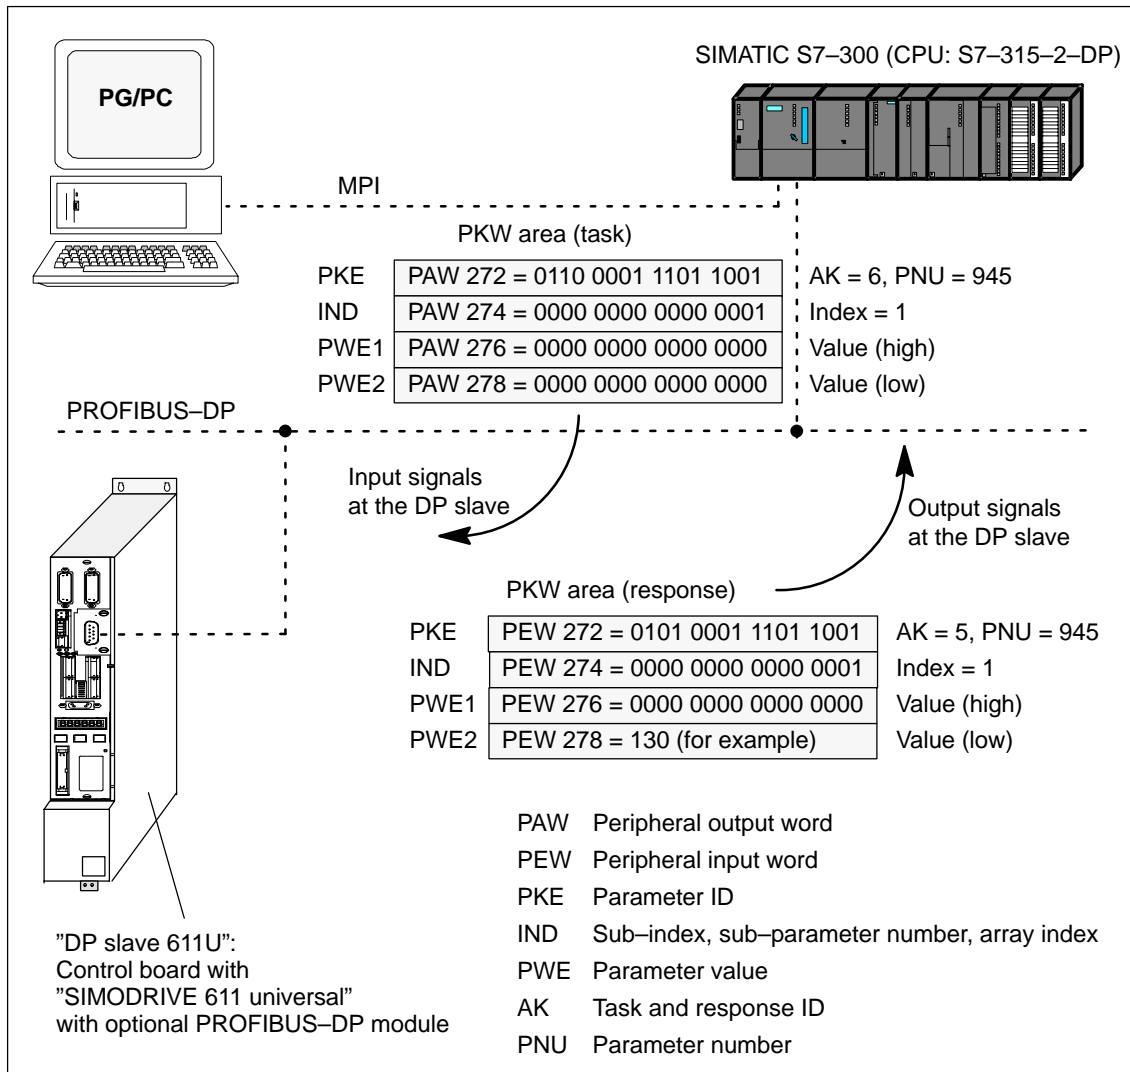 SIMATIC S7–300 (CPU: S7–315–2–DP)
PG/PC
MPI
PKW area (task)
PKE PAW 272 = 0110 0001 1101 1001 AK = 6, PNU = 945
IND PAW 274 = 0000 0000 0000 0001 Index = 1
PWE1 PAW 276 = 0000 0000 0000 0000 Value (high)
PWE2 PAW 278 = 0000 0000 0000 0000 Value (low)
PROFIBUS–DP
Input signals
at the DP slave
Output signals
at the DP slave
PKW area (response)
PKE PEW 272 = 0101 0001 1101 1001 AK = 5, PNU = 945
IND PEW 274 = 0000 0000 0000 0001 Index = 1
PWE1 PEW 276 = 0000 0000 0000 0000 Value (high)
PWE2 PEW 278 = 130 (for example) Value (low)
PAW Peripheral output word
PEW Peripheral input word
PKE Parameter ID
IND Sub–index, sub–parameter number, array index
PWE Parameter value
AK Task and response ID
PNU Parameter number
”DP slave 611U”:
Control board with
”SIMODRIVE 611 universal”
with optional PROFIBUS–DP module